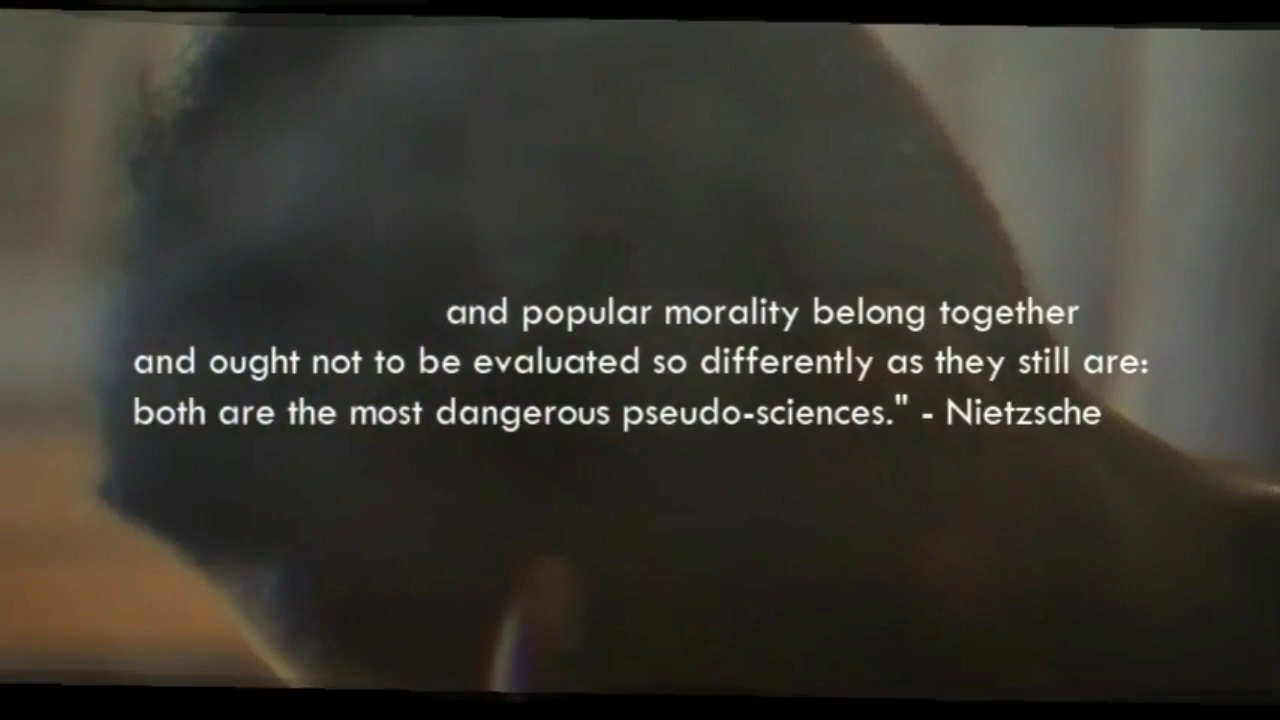 and popular morality belong together
and ought not to be evaluated so differently as they still are:
both are the most dangerous pseudo-sciences." - Nietzsche